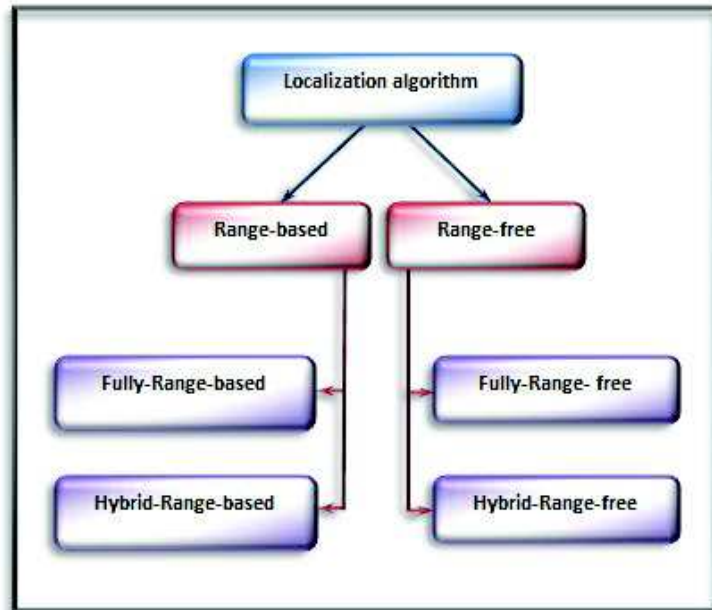 Localization algorithm
Range-based
Range-free
Fully-Range-based
Fully-Range- free
Hybrid-Range-based
Hybrid-Range-free